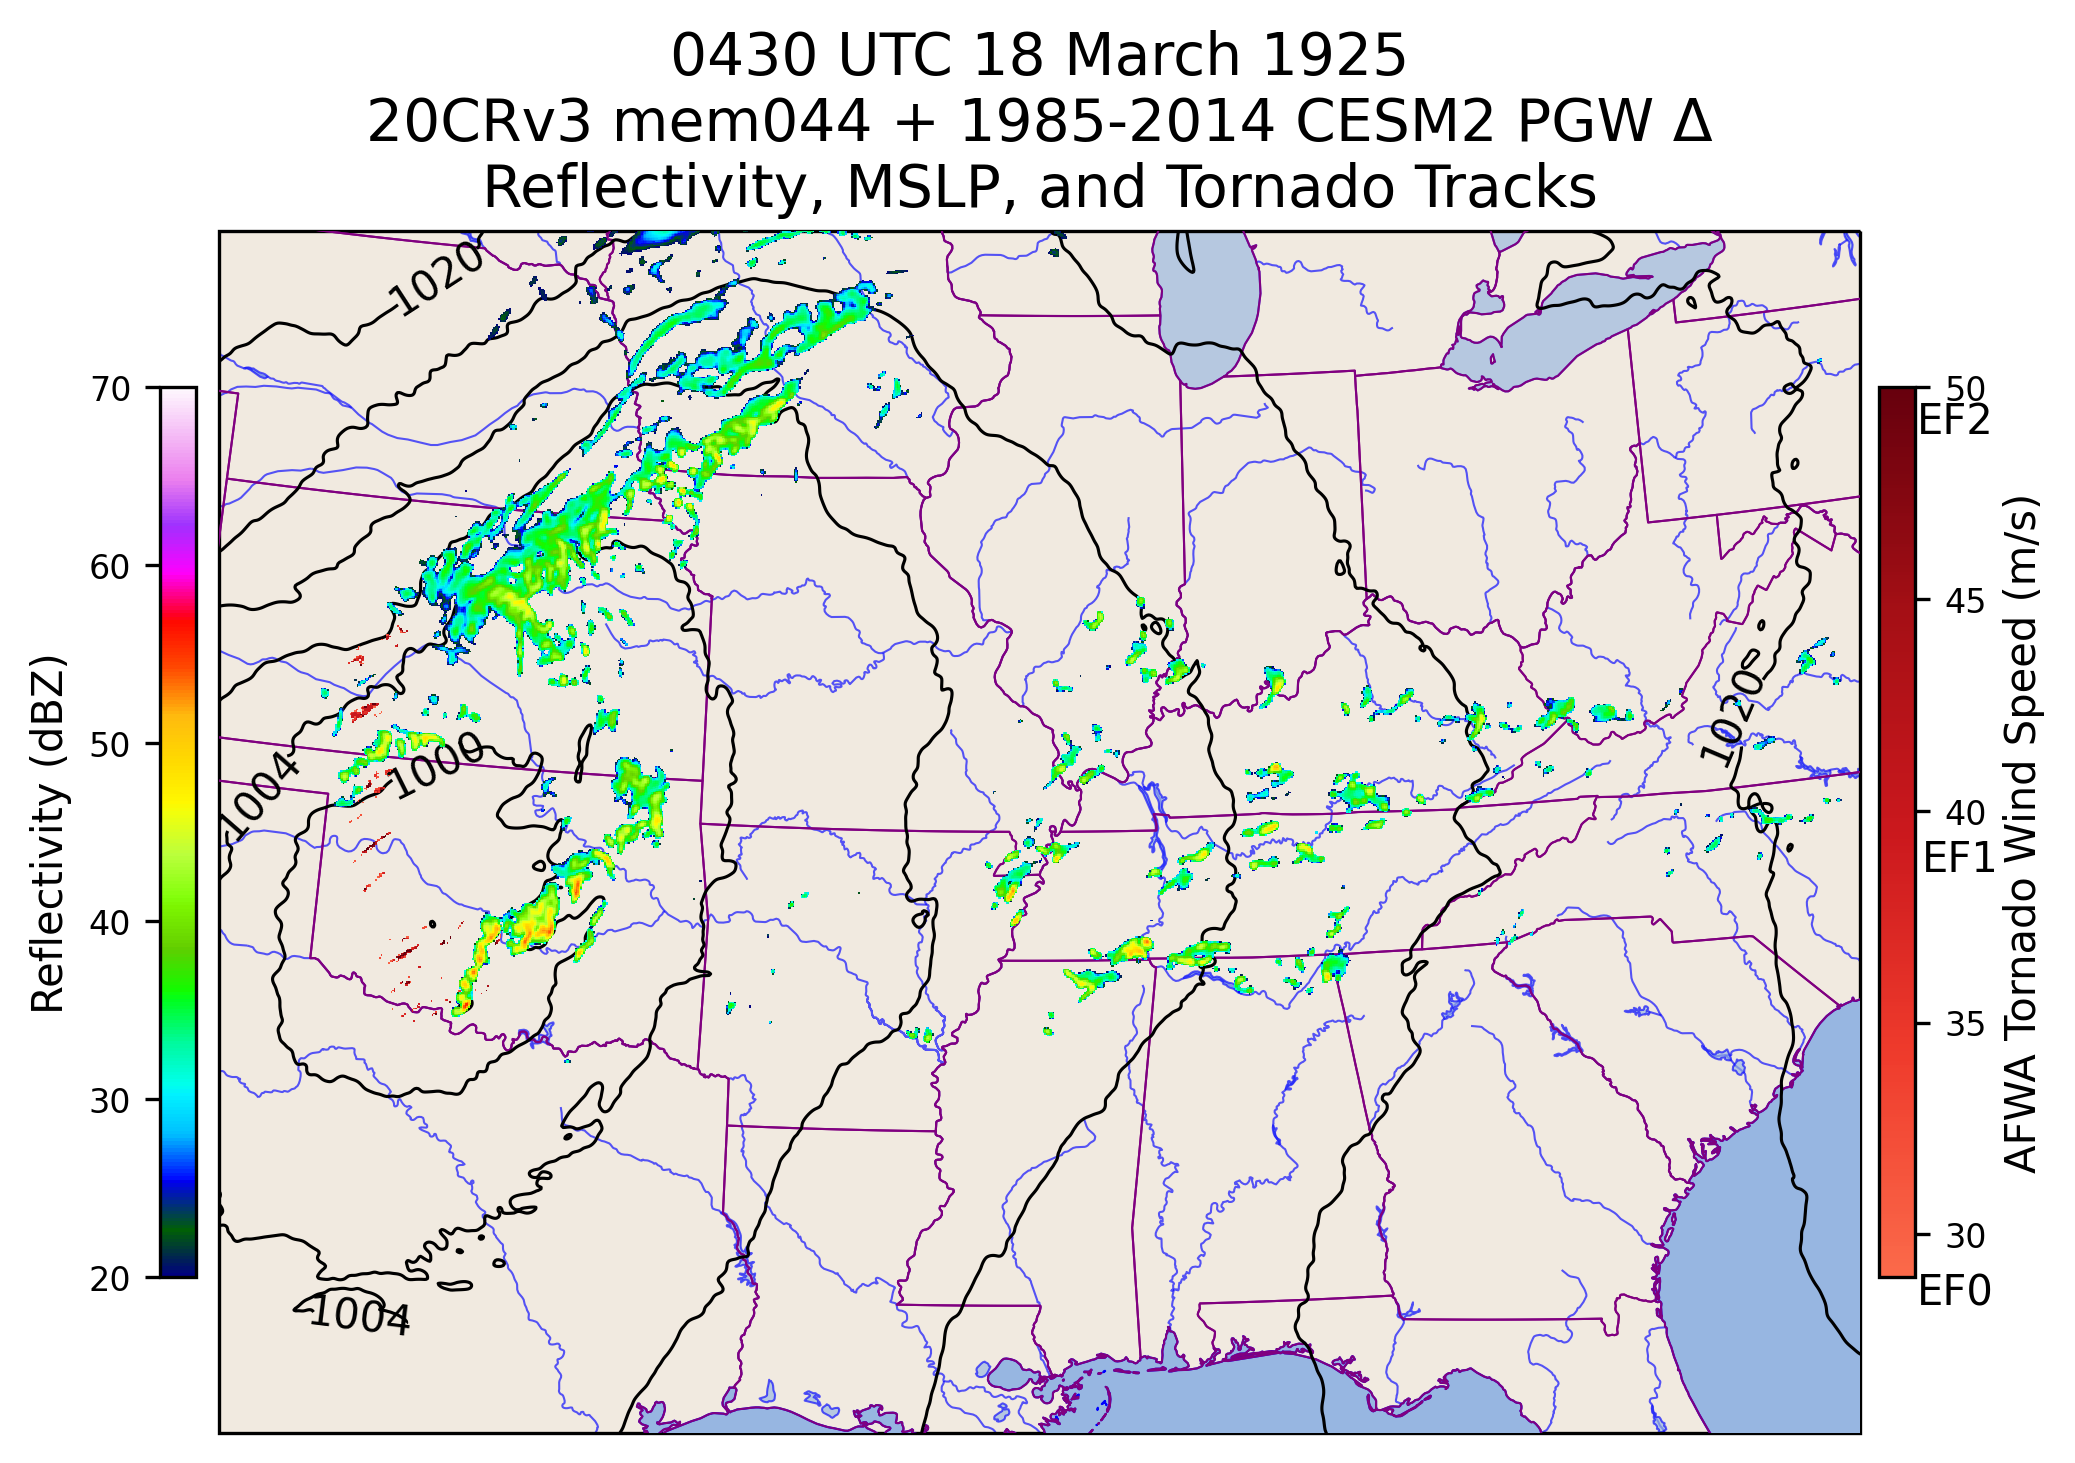 0430 UTC 18 March 1925
20CRv3 mem044 + 1985-2014 CESM2 PGW Δ
Reflectivity, MSLP, and Tornado Tracks
1020
1004
1000
1020
1004
70
60
50
40
30
20
Reflectivity (dBZ)
50
EF2
45
40
EF1
35
30
EF0
AFWA Tornado Wind Speed (m/s)